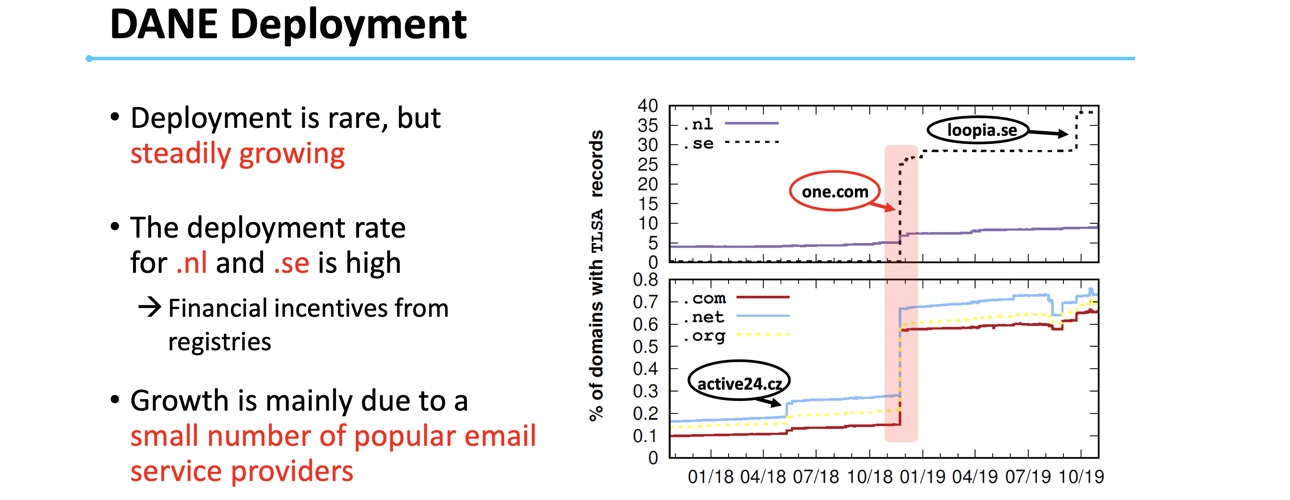 DANE Deployment
• Deployment is rare, but
steadily growing
• The deployment rate
for .nl and .se is high
→ Financial incentives from
registries
• Growth is mainly due to a
small number of popular email
service providers
% of domains with TLSA records
40
35
30
25
20
15
10
5
0
.nl
.se
loopia.se
one.com
0.8
0.7
0.6
0.5
0.4
0.3
0.2
0.1
0
.com
.net
.org
active24.cz
01/18 04/18 07/18 10/18 01/19 04/19 07/19 10/19